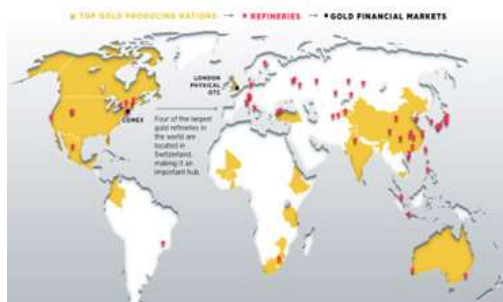 TOP GOLD PRODUCING NATIONS → REFINERIES → GOLD FINANCIAL MARKETS
LONDON
PHYSICAL
OTC
COMEX
Four of the largest
gold refineries in
the world are
located in
Switzerland,
making it an
important hub.